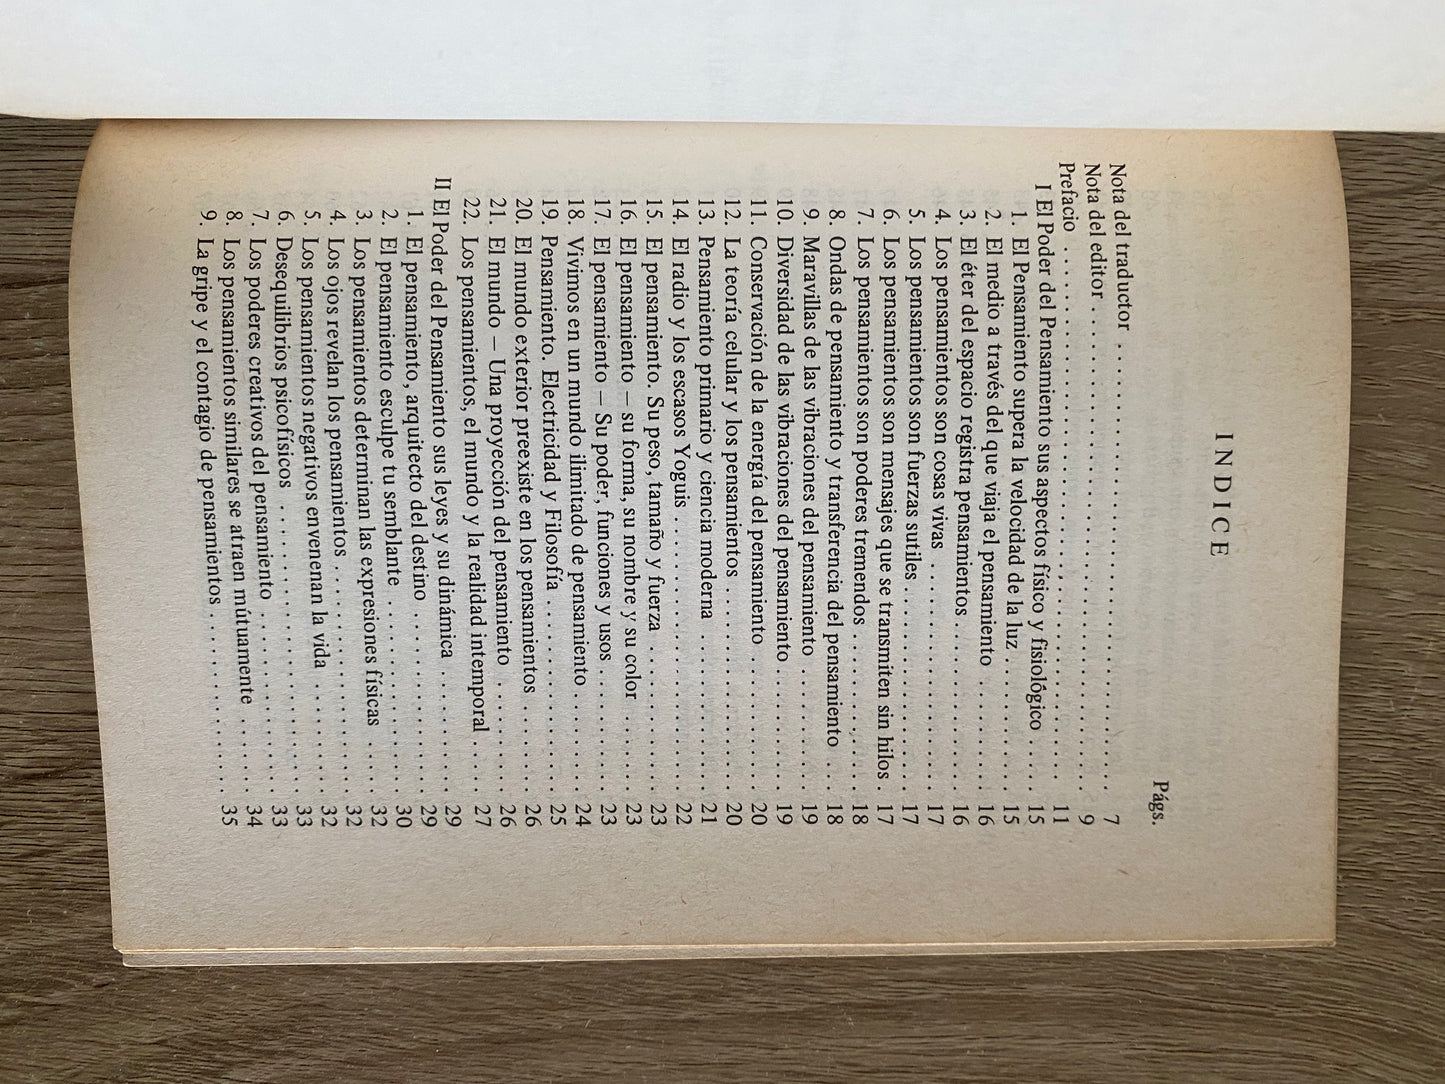 INDICE
Págs.
Nota del traductor . . . . . . . . . . . . . . . . . . . . . . . . . . . . . . . 7
Nota del editor . . . . . . . . . . . . . . . . . . . . . . . . . . . . . . . . . 9
Prefacio . . . . . . . . . . . . . . . . . . . . . . . . . . . . . . . . . . . . . 11
I El Poder del Pensamiento sus aspectos físico y fisiológico . . . . 15
1. El Pensamiento supera la velocidad de la luz . . . . . . . . . . 15
2. El medio a través del que viaja el pensamiento . . . . . . . . 16
3. El éter del espacio registra pensamientos . . . . . . . . . . . . 16
4. Los pensamientos son cosas vivas . . . . . . . . . . . . . . . . . 17
5. Los pensamientos son fuerzas sutiles . . . . . . . . . . . . . . . 17
6. Los pensamientos son mensajes que se transmiten sin hilos . 17
7. Los pensamientos son poderes tremendos . . . . . . . . . . . 18
8. Ondas de pensamiento y transferencia del pensamiento . . . 18
9. Maravillas de las vibraciones del pensamiento . . . . . . . . . 19
10. Diversidad de las vibraciones del pensamiento . . . . . . . . . 19
11. Conservación de la energía del pensamiento . . . . . . . . . . 20
12. La teoría celular y los pensamientos . . . . . . . . . . . . . . . 20
13. Pensamiento primario y ciencia moderna . . . . . . . . . . . . 21
14. El radio y los escasos Yoguis . . . . . . . . . . . . . . . . . . . . 22
15. El pensamiento. Su peso, tamaño y fuerza . . . . . . . . . . . 23
16. El pensamiento – su forma, su nombre y su color . . . . . . 23
17. El pensamiento – Su poder, funciones y usos . . . . . . . . . 23
18. Vivimos en un mundo ilimitado de pensamiento . . . . . . . 24
19. Pensamiento. Electricidad y Filosofía . . . . . . . . . . . . . . 25
20. El mundo exterior preexiste en los pensamientos . . . . . . . 26
21. El mundo – Una proyección del pensamiento . . . . . . . . 26
22. Los pensamientos, el mundo y la realidad intemporal . . . . 27
II El Poder del Pensamiento sus leyes y su dinámica . . . . . . . . . 29
1. El pensamiento, arquitecto del destino . . . . . . . . . . . . . 29
2. El pensamiento esculpe tu semblante . . . . . . . . . . . . . . 30
3. Los pensamientos determinan las expresiones físicas . . . . 32
4. Los ojos revelan los pensamientos . . . . . . . . . . . . . . . . 32
5. Los pensamientos negativos envenenan la vida . . . . . . . . 33
6. Desequilibrios psicofísicos . . . . . . . . . . . . . . . . . . . . . . 33
7. Los poderes creativos del pensamiento . . . . . . . . . . . . . 34
8. Los pensamientos similares se atraen mútuamente . . . . . . 35
9. La gripe y el contagio de pensamientos . . . . . . . . . . . . .